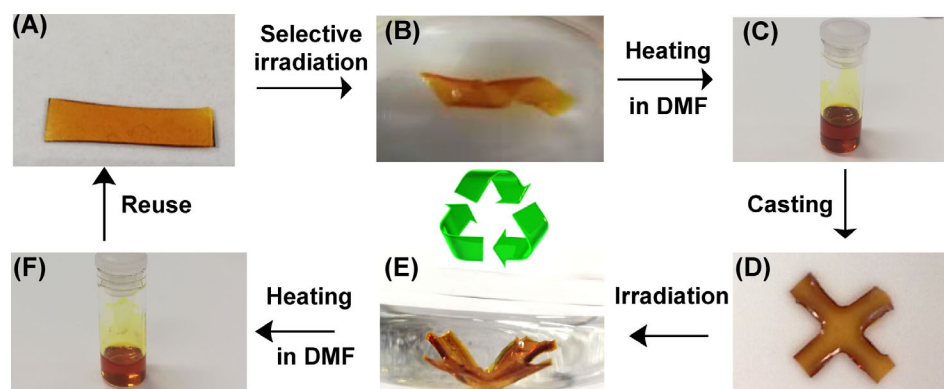 (A)
Selective
irradiation
(B)
Heating
in DMF
(C)
Reuse
Casting
(F)
Heating
in DMF
(E)
Irradiation
(D)